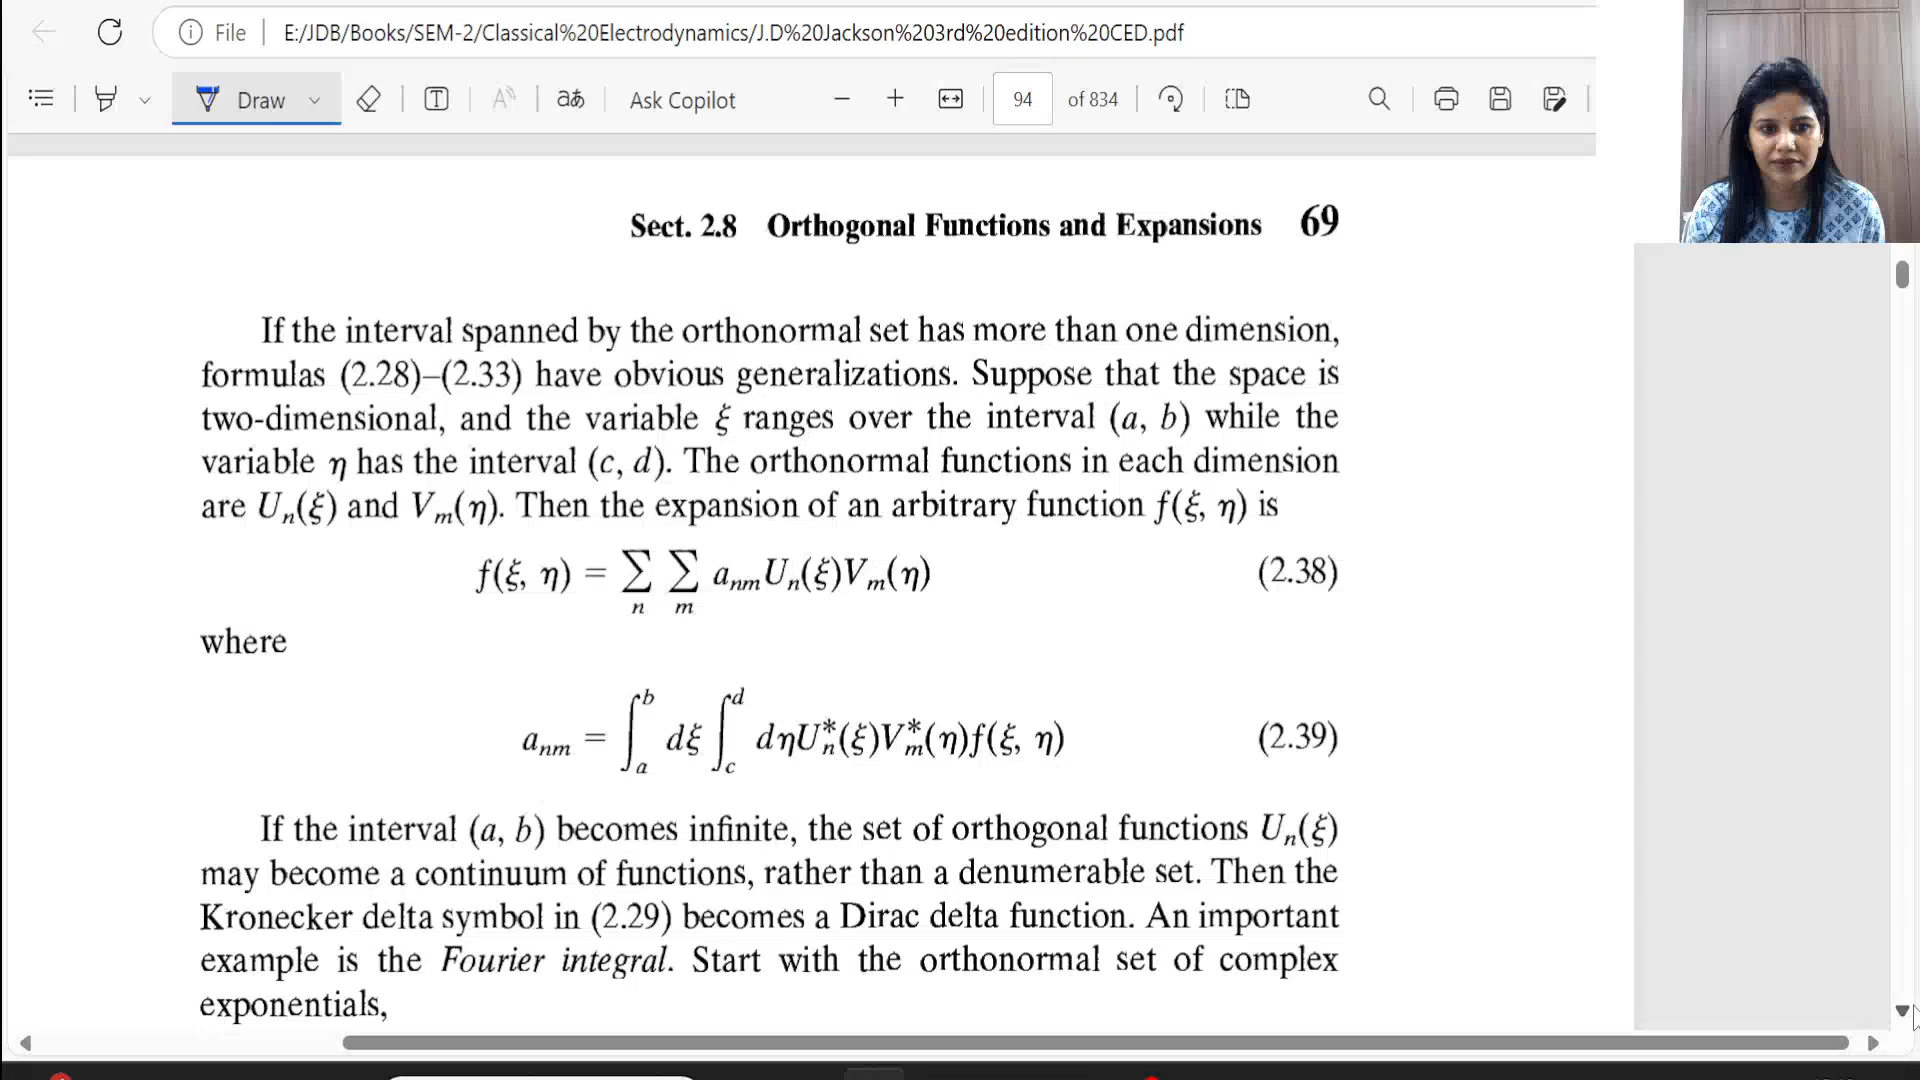 File
E:/JDB/Books/SEM-2/Classical%20Electrodynamics/J.D%20Jackson%203rd%20edition%20CED.pdf
Draw
T
A
aあ
Ask Copilot
94
of 834
Sect. 2.8 Orthogonal Functions and Expansions 69
If the interval spanned by the orthonormal set has more than one dimension,
formulas (2.28)–(2.33) have obvious generalizations. Suppose that the space is
two-dimensional, and the variable ξ ranges over the interval (a, b) while the
variable η has the interval (c, d). The orthonormal functions in each dimension
are Uₙ(ξ) and Vₘ(η). Then the expansion of an arbitrary function f(ξ, η) is
f(ξ, η) = ∑ₙ ∑ₘ aₙₘUₙ(ξ)Vₘ(η) (2.38)
where
aₙₘ = ∫_a^b dξ ∫_c^d dηUₙ*(ξ)Vₘ*(η)f(ξ, η) (2.39)
If the interval (a, b) becomes infinite, the set of orthogonal functions Uₙ(ξ)
may become a continuum of functions, rather than a denumerable set. Then the
Kronecker delta symbol in (2.29) becomes a Dirac delta function. An important
example is the Fourier integral. Start with the orthonormal set of complex
exponentials,